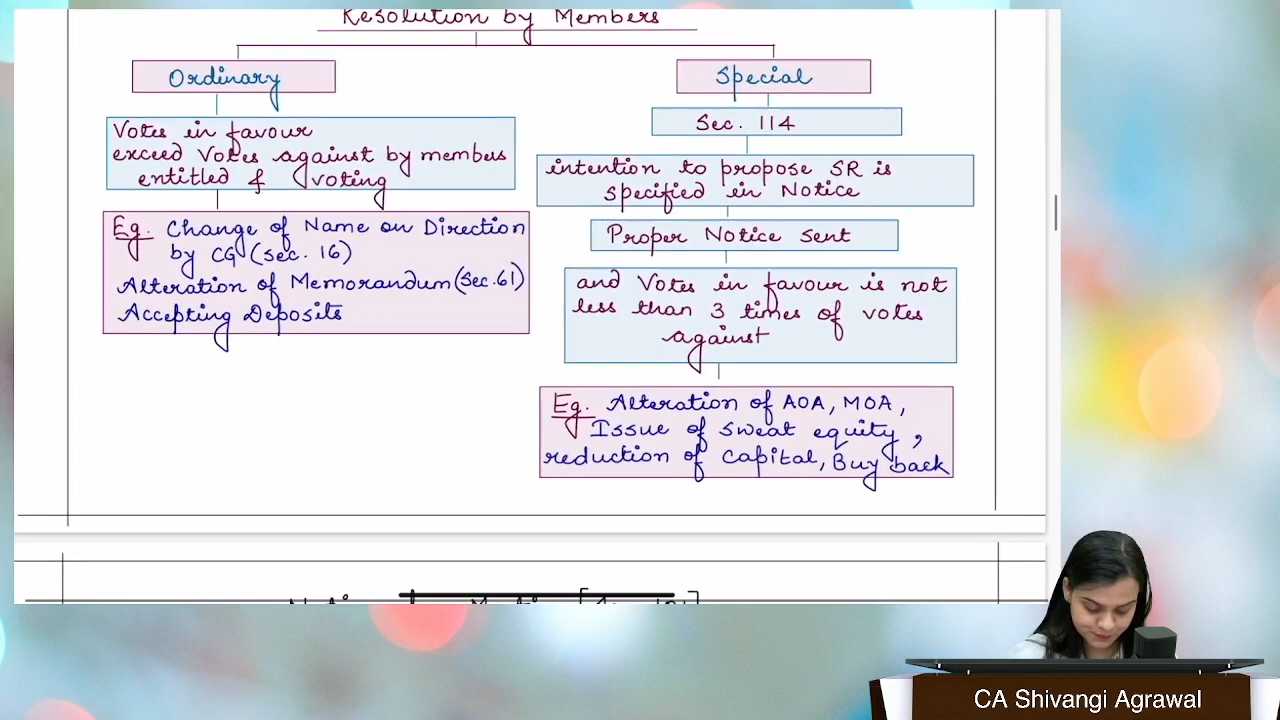 Resolution by Members
Ordinary
Votes in favour
exceed Votes against by members
entitled & voting
Eg. Change of Name on Direction
by CG (Sec. 16)
Alteration of Memorandum (Sec. 61)
Accepting Deposits
Special
Sec. 114
intention to propose SR is
specified in Notice
Proper Notice sent
and Votes in favour is not
less than 3 times of votes
against
Eg. Alteration of AOA, MOA,
Issue of sweat equity,
reduction of capital, Buy back
CA Shivangi Agrawal